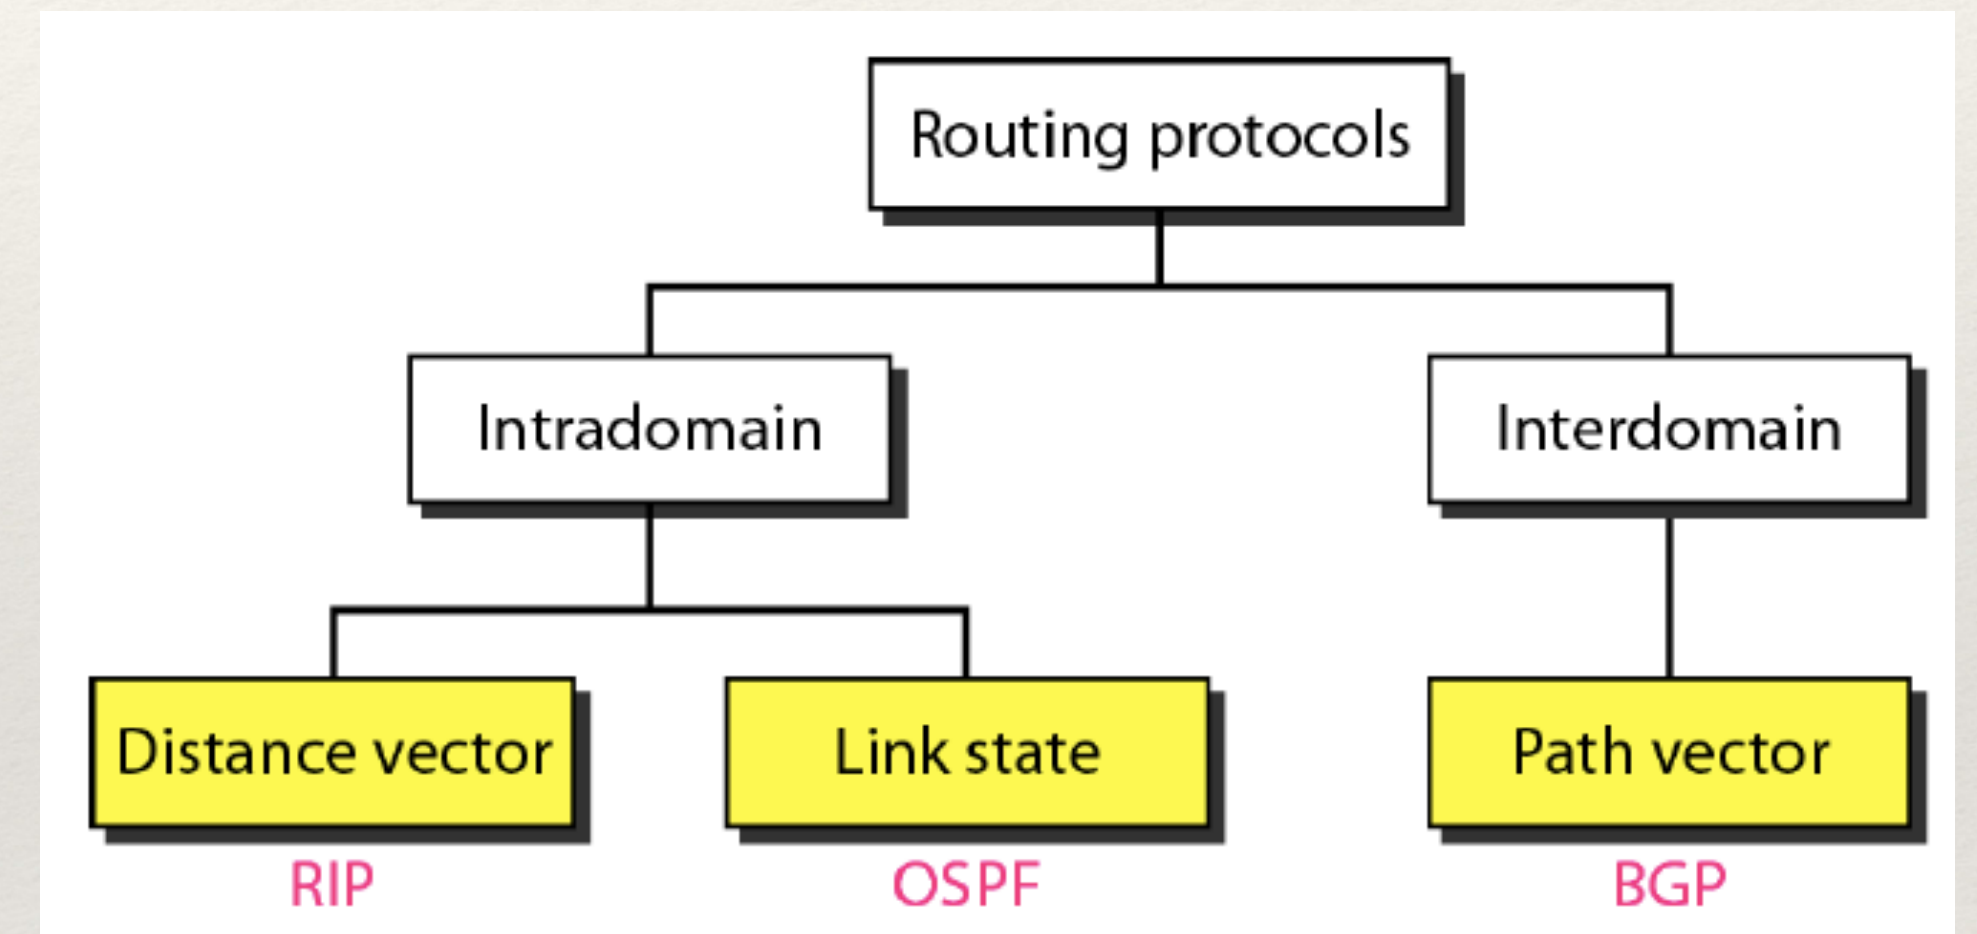 Routing protocols
Intradomain
Interdomain
Distance vector
Link state
Path vector
RIP
OSPF
BGP